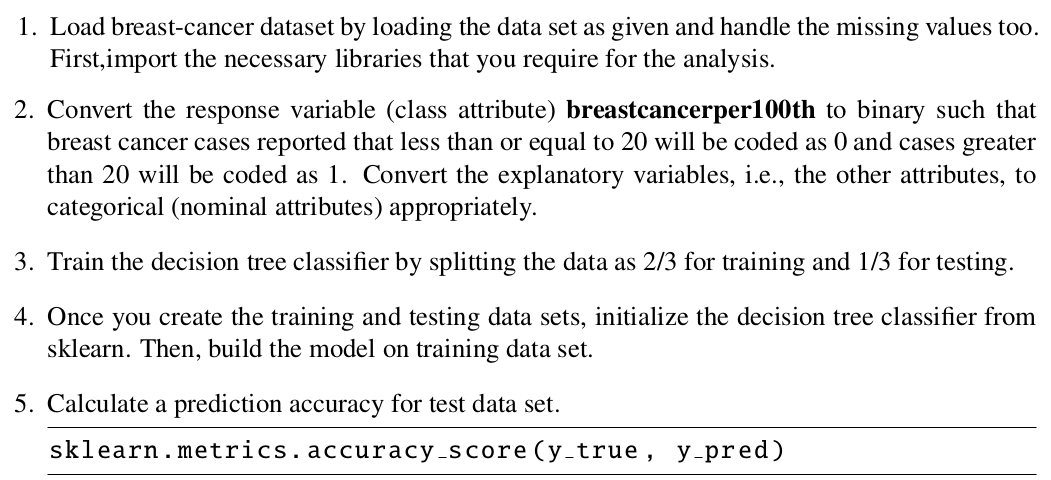 1. Load breast-cancer dataset by loading the data set as given and handle the missing values too.
First,import the necessary libraries that you require for the analysis.
2. Convert the response variable (class attribute) breastcancerper100th to binary such that
breast cancer cases reported that less than or equal to 20 will be coded as 0 and cases greater
than 20 will be coded as 1. Convert the explanatory variables, i.e., the other attributes, to
categorical (nominal attributes) appropriately.
3. Train the decision tree classifier by splitting the data as 2/3 for training and 1/3 for testing.
4. Once you create the training and testing data sets, initialize the decision tree classifier from
sklearn. Then, build the model on training data set.
5. Calculate a prediction accuracy for test data set.
sklearn.metrics.accuracy_score(y_true, y_pred)